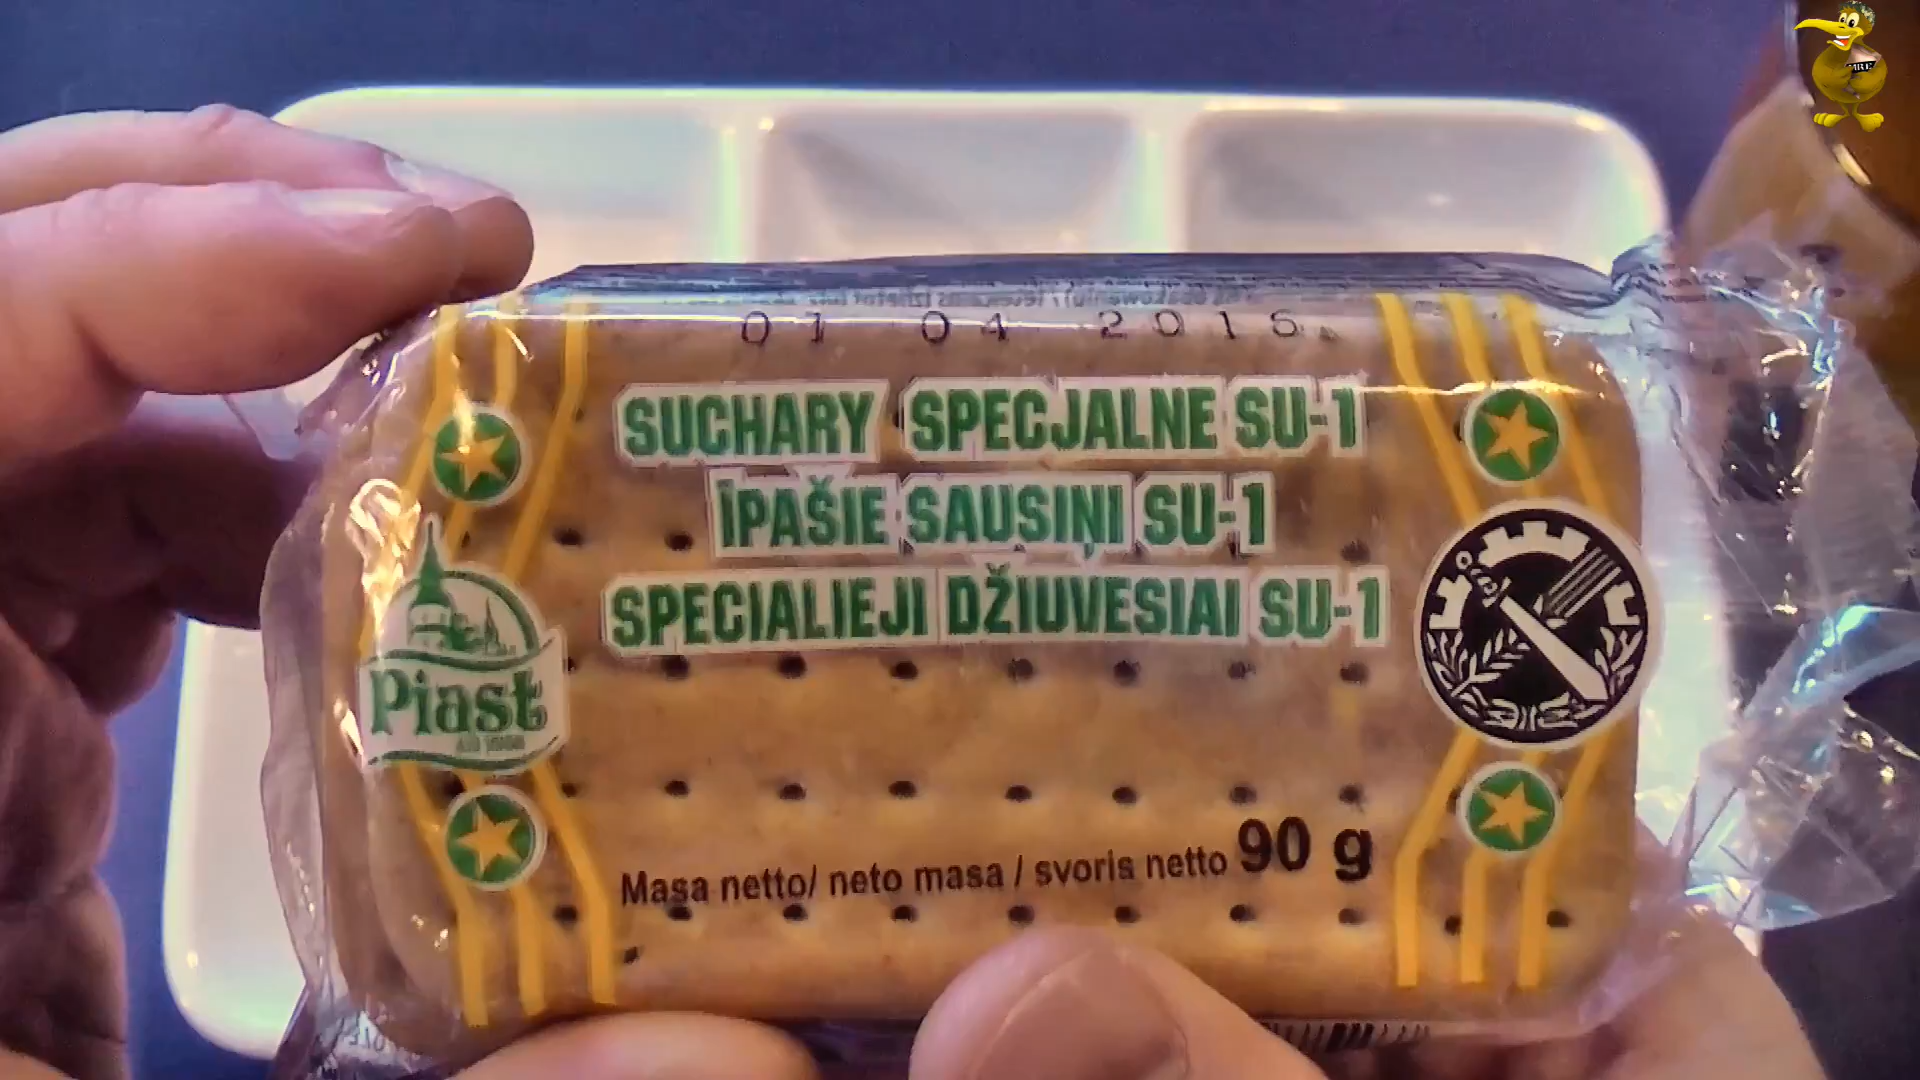 01 04 2016
SUCHARY SPECJALNE SU-1
ĪPAŠIE SAUSIŅI SU-1
SPECIALIEJI DŽIUVESIAI SU-1
Piast
Masa netto/ neto masa / svoris netto 90 g